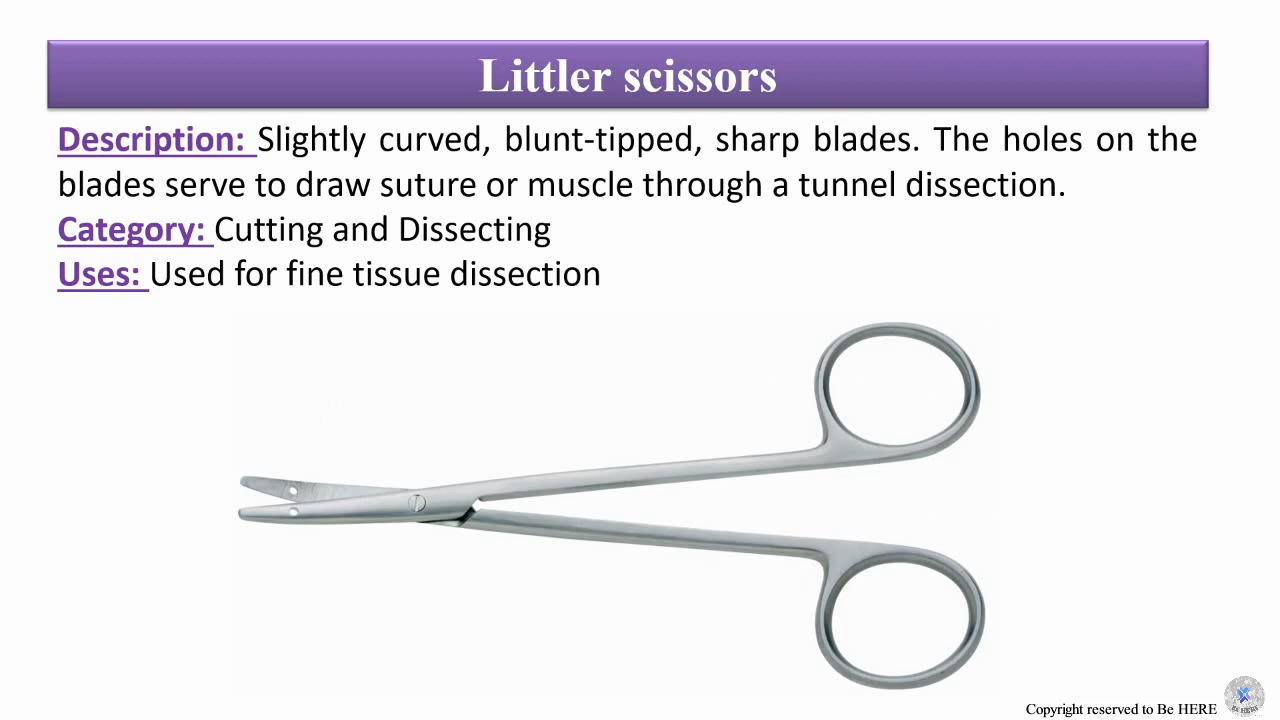 Littler scissors
Description: Slightly curved, blunt-tipped, sharp blades. The holes on the
blades serve to draw suture or muscle through a tunnel dissection.
Category: Cutting and Dissecting
Uses: Used for fine tissue dissection
Copyright reserved to Be HERE